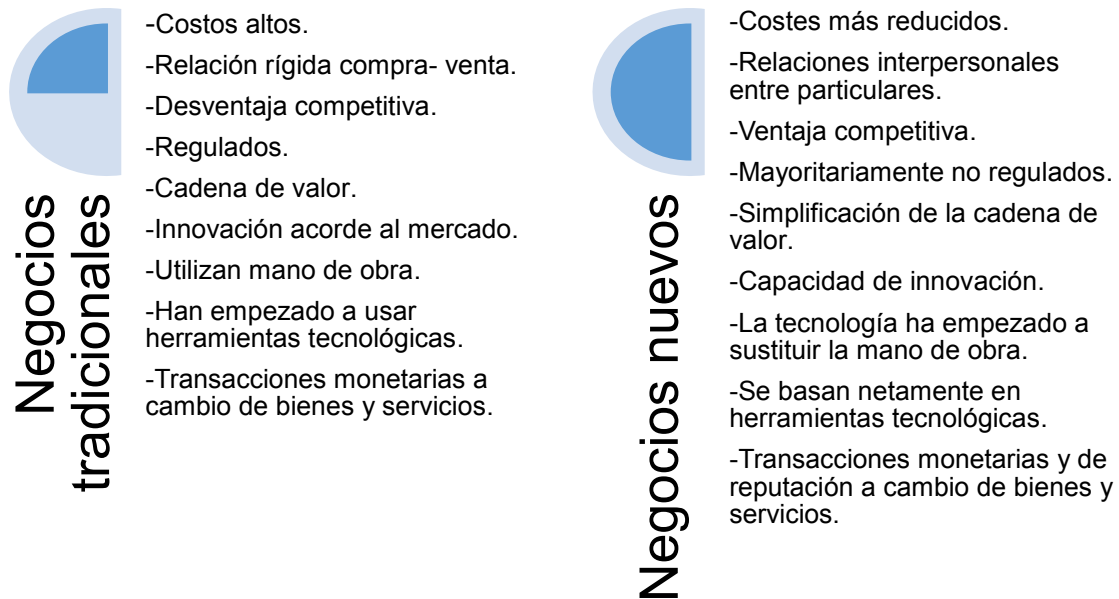 Negocios
tradicionales
-Costos altos.
-Relación rígida compra- venta.
-Desventaja competitiva.
-Regulados.
-Cadena de valor.
-Innovación acorde al mercado.
-Utilizan mano de obra.
-Han empezado a usar
herramientas tecnológicas.
-Transacciones monetarias a
cambio de bienes y servicios.
Negocios nuevos
-Costes más reducidos.
-Relaciones interpersonales
entre particulares.
-Ventaja competitiva.
-Mayoritariamente no regulados.
-Simplificación de la cadena de
valor.
-Capacidad de innovación.
-La tecnología ha empezado a
sustituir la mano de obra.
-Se basan netamente en
herramientas tecnológicas.
-Transacciones monetarias y de
reputación a cambio de bienes y
servicios.